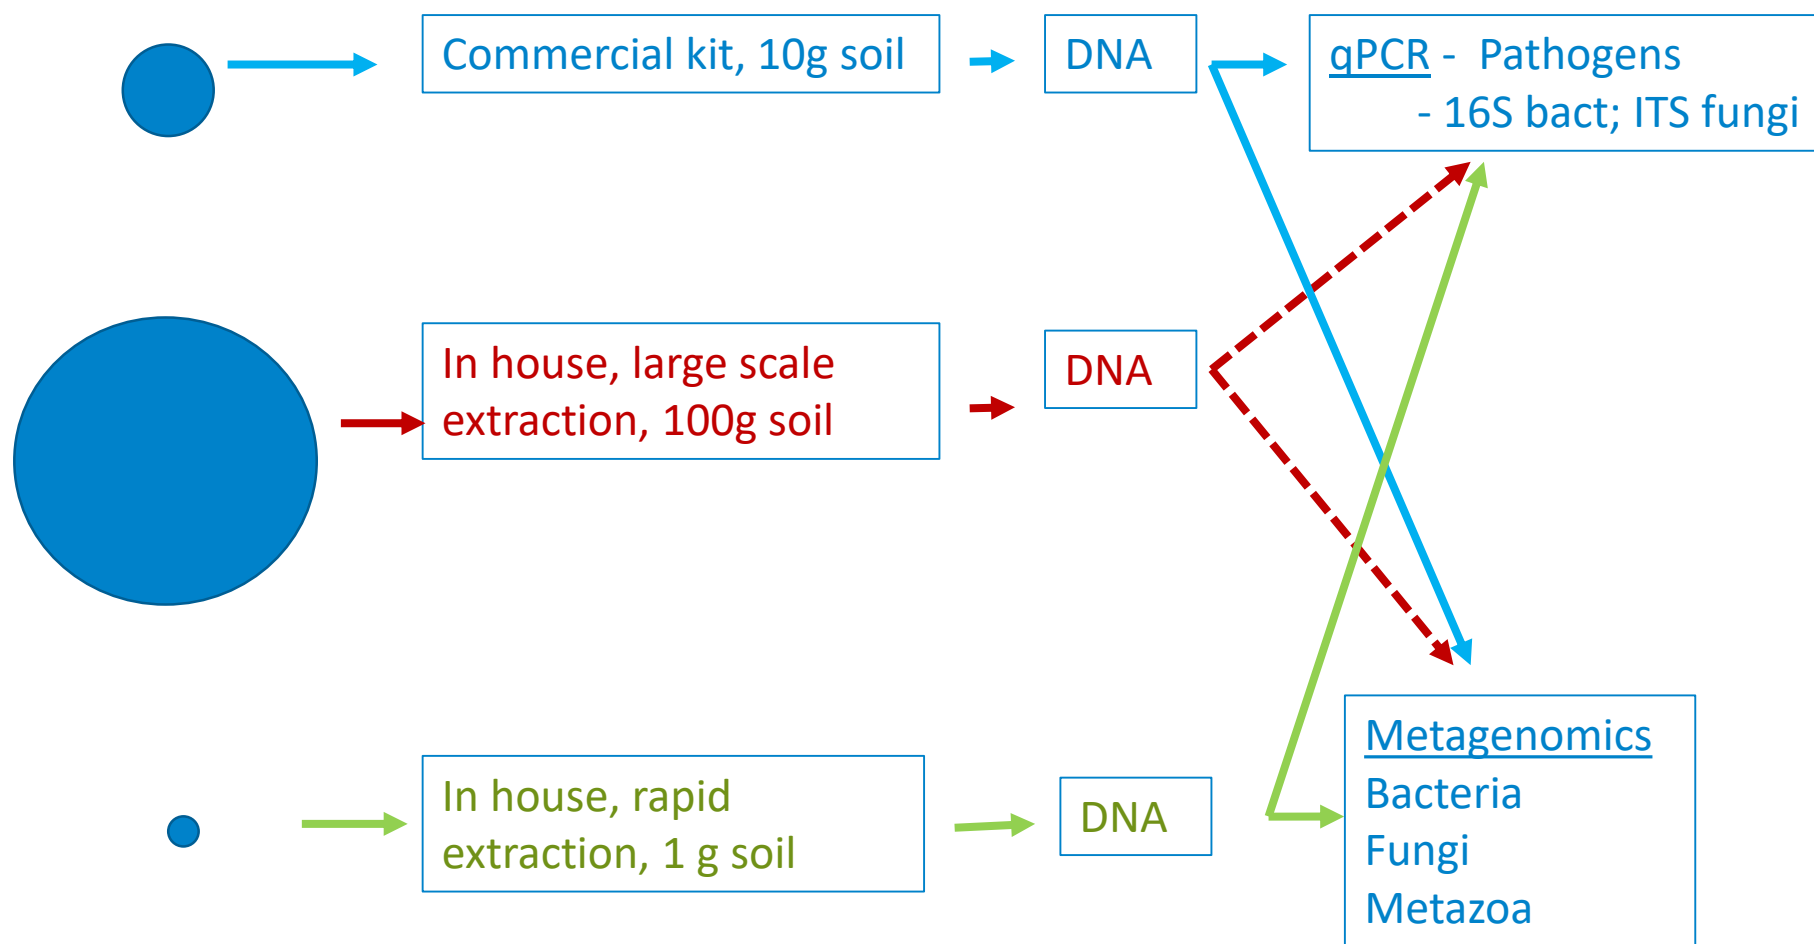 Commercial kit, 10g soil
DNA
qPCR - Pathogens
- 16S bact; ITS fungi
In house, large scale
extraction, 100g soil
DNA
In house, rapid
extraction, 1 g soil
DNA
Metagenomics
Bacteria
Fungi
Metazoa